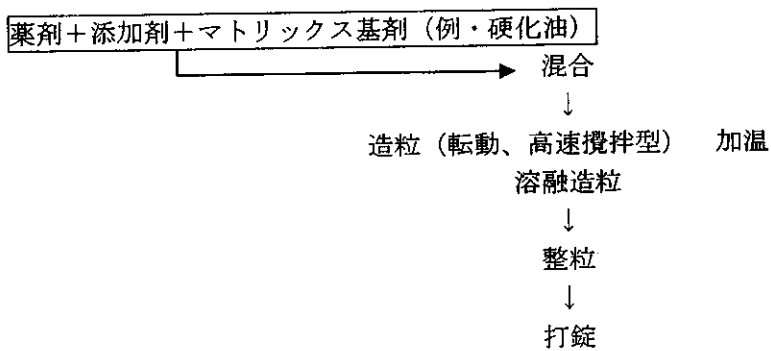 薬剤+添加剤+マトリックス基剤(例・硬化油)
混合
↓
造粒(転動、高速攪拌型) 加温
溶融造粒
↓
整粒
↓
打錠